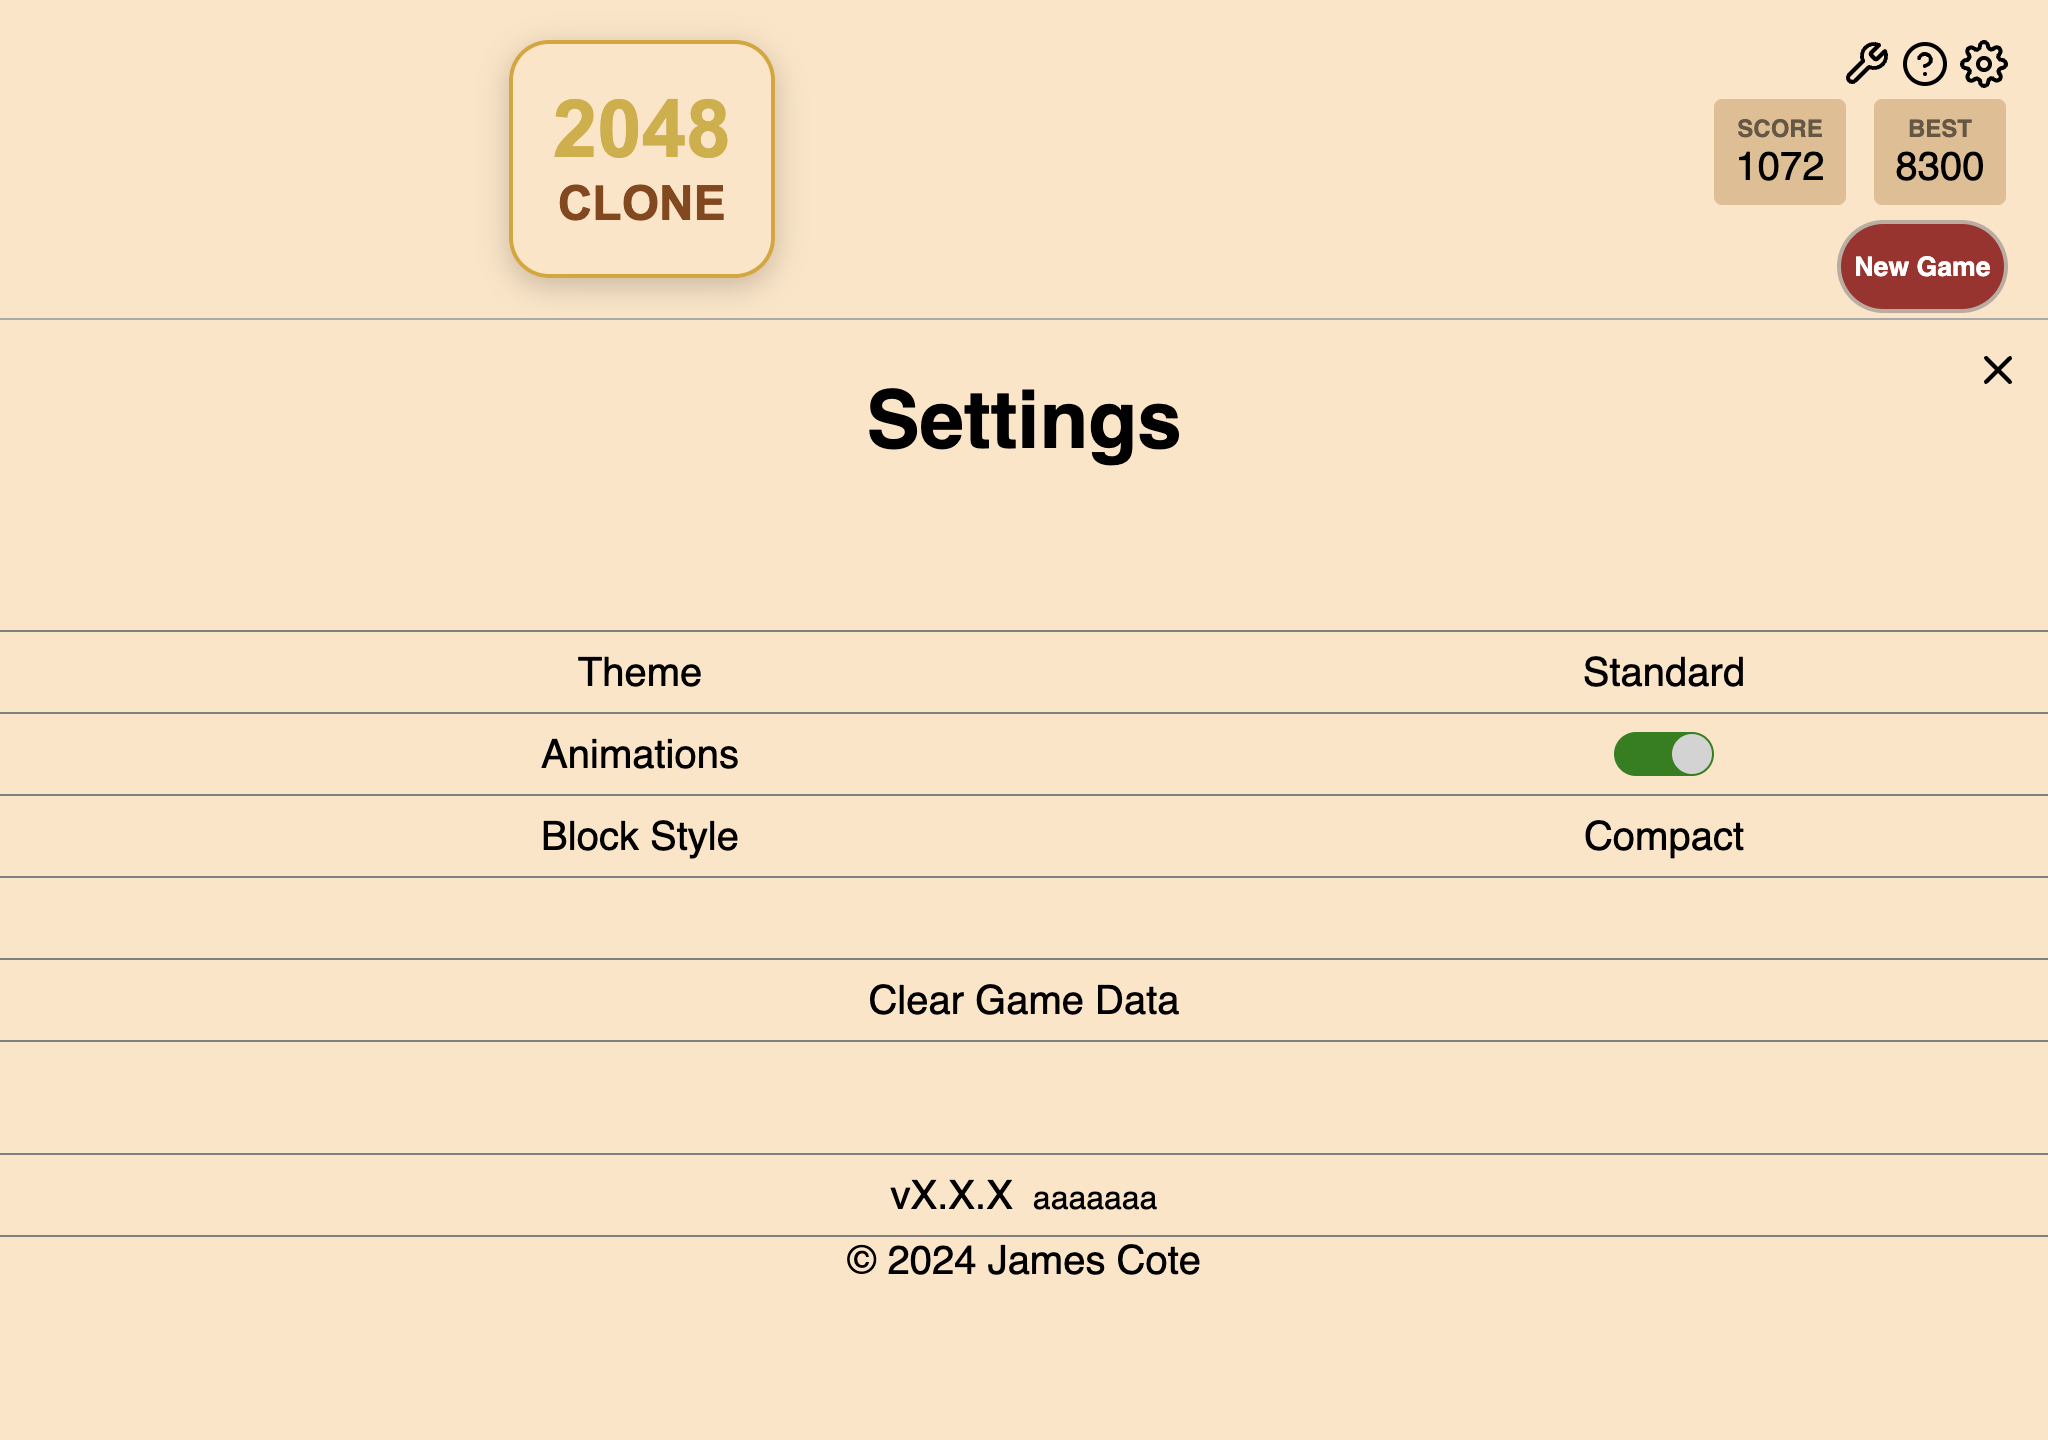 2048
CLONE
SCORE
1072
BEST
8300
New Game
Settings
Theme
Standard
Animations
Block Style
Compact
Clear Game Data
vX.X.X aaaaaaa
© 2024 James Cote